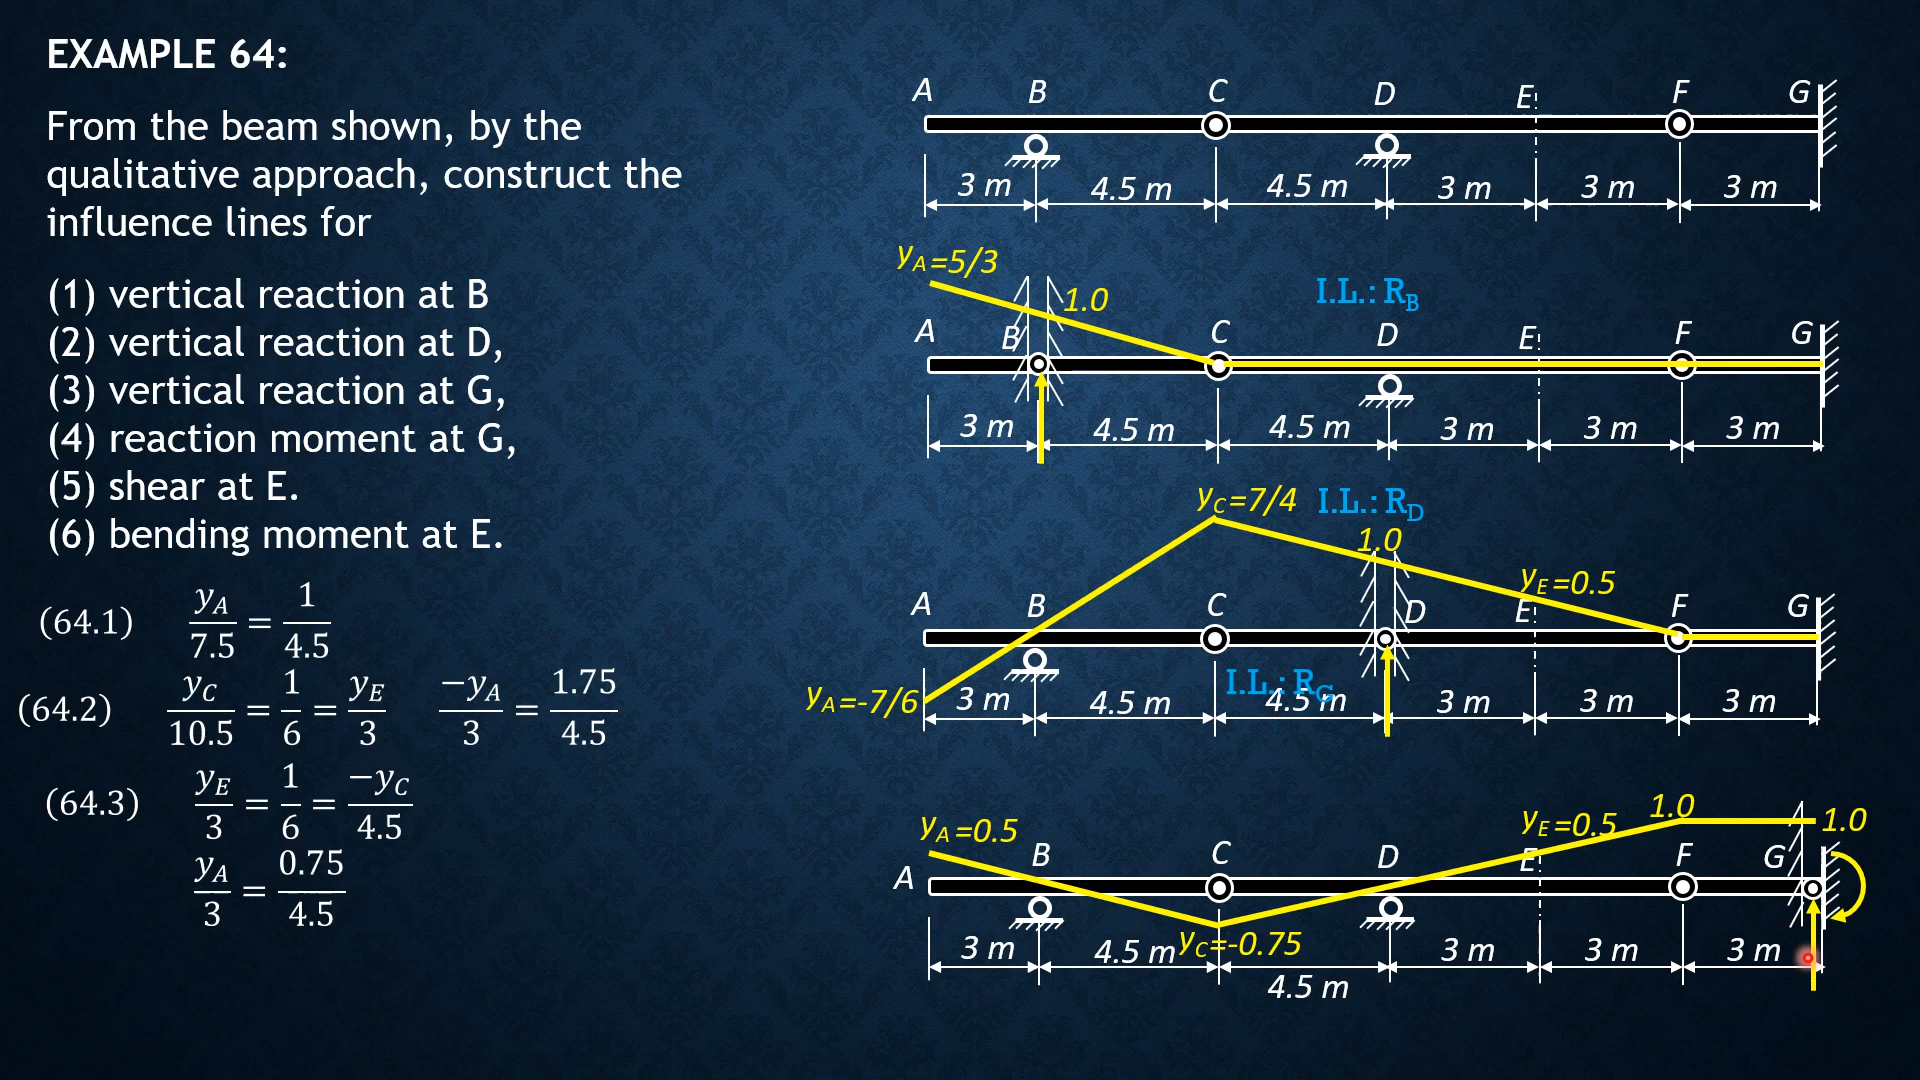 EXAMPLE 64:
From the beam shown, by the
qualitative approach, construct the
influence lines for
(1) vertical reaction at B
(2) vertical reaction at D,
(3) vertical reaction at G,
(4) reaction moment at G,
(5) shear at E.
(6) bending moment at E.
(64.1) y_A/7.5 = 1/4.5
(64.2) y_C/10.5 = 1/6 = y_E/3 -y_A/3 = 1.75/4.5
(64.3) y_E/3 = 1/6 = -y_C/4.5
y_A/3 = 0.75/4.5
A B C D E F G
3 m 4.5 m 4.5 m 3 m 3 m 3 m
y_A=5/3
1.0
I.L.: R_B
A B C D E F G
3 m 4.5 m 4.5 m 3 m 3 m 3 m
y_C=7/4
I.L.: R_D
1.0
y_E=0.5
A B C D E F G
y_A=-7/6
I.L.: R_G
3 m 4.5 m 4.5 m 3 m 3 m 3 m
y_A=0.5
y_E=0.5
1.0
1.0
A B C D E F G
y_C=-0.75
3 m 4.5 m 3 m 3 m 3 m
4.5 m